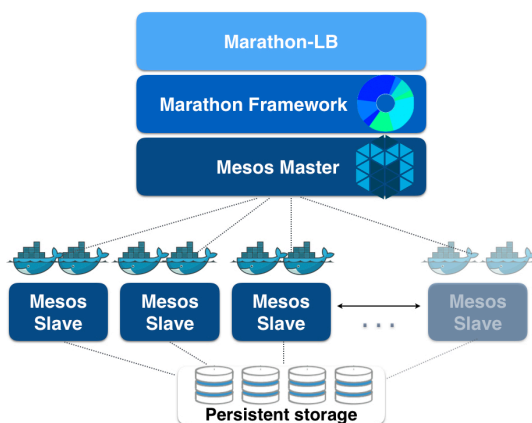 Marathon-LB
Marathon Framework
Mesos Master
Mesos
Slave
Mesos
Slave
Mesos
Slave
...
Mesos
Slave
Persistent storage